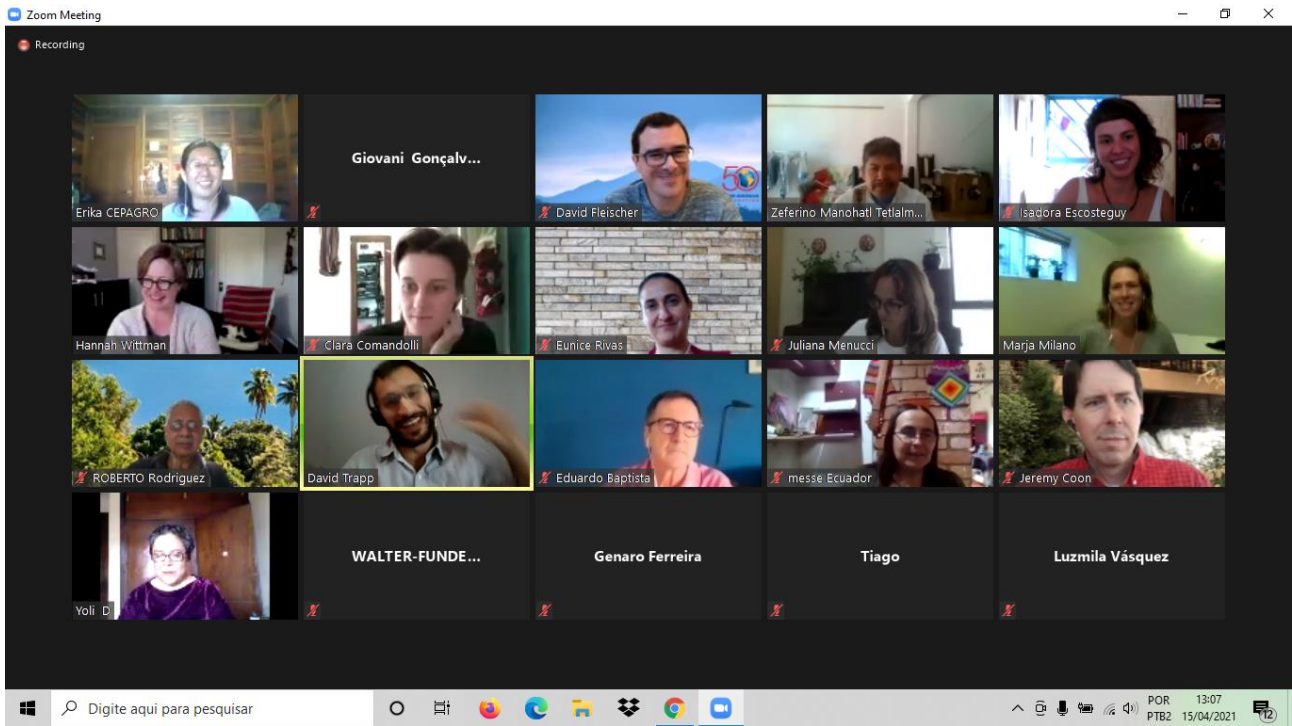 Zoom Meeting
Recording
Erika CEPAGRO
Giovani Gonçalv...
David Fleischer
50
Zeferino Manohatl Tetlalm...
Isadora Escosteguy
Hannah Wittman
Clara Comandolli
Eunice Rivas
Juliana Menucci
Marja Milano
ROBERTO Rodriguez
David Trapp
Eduardo Baptista
messe Ecuador
Jeremy Coon
Yoli D
WALTER-FUNDE...
Genaro Ferreira
Tiago
Luzmila Vásquez
Digite aqui para pesquisar
POR
PTB2
13:07
15/04/2021
12